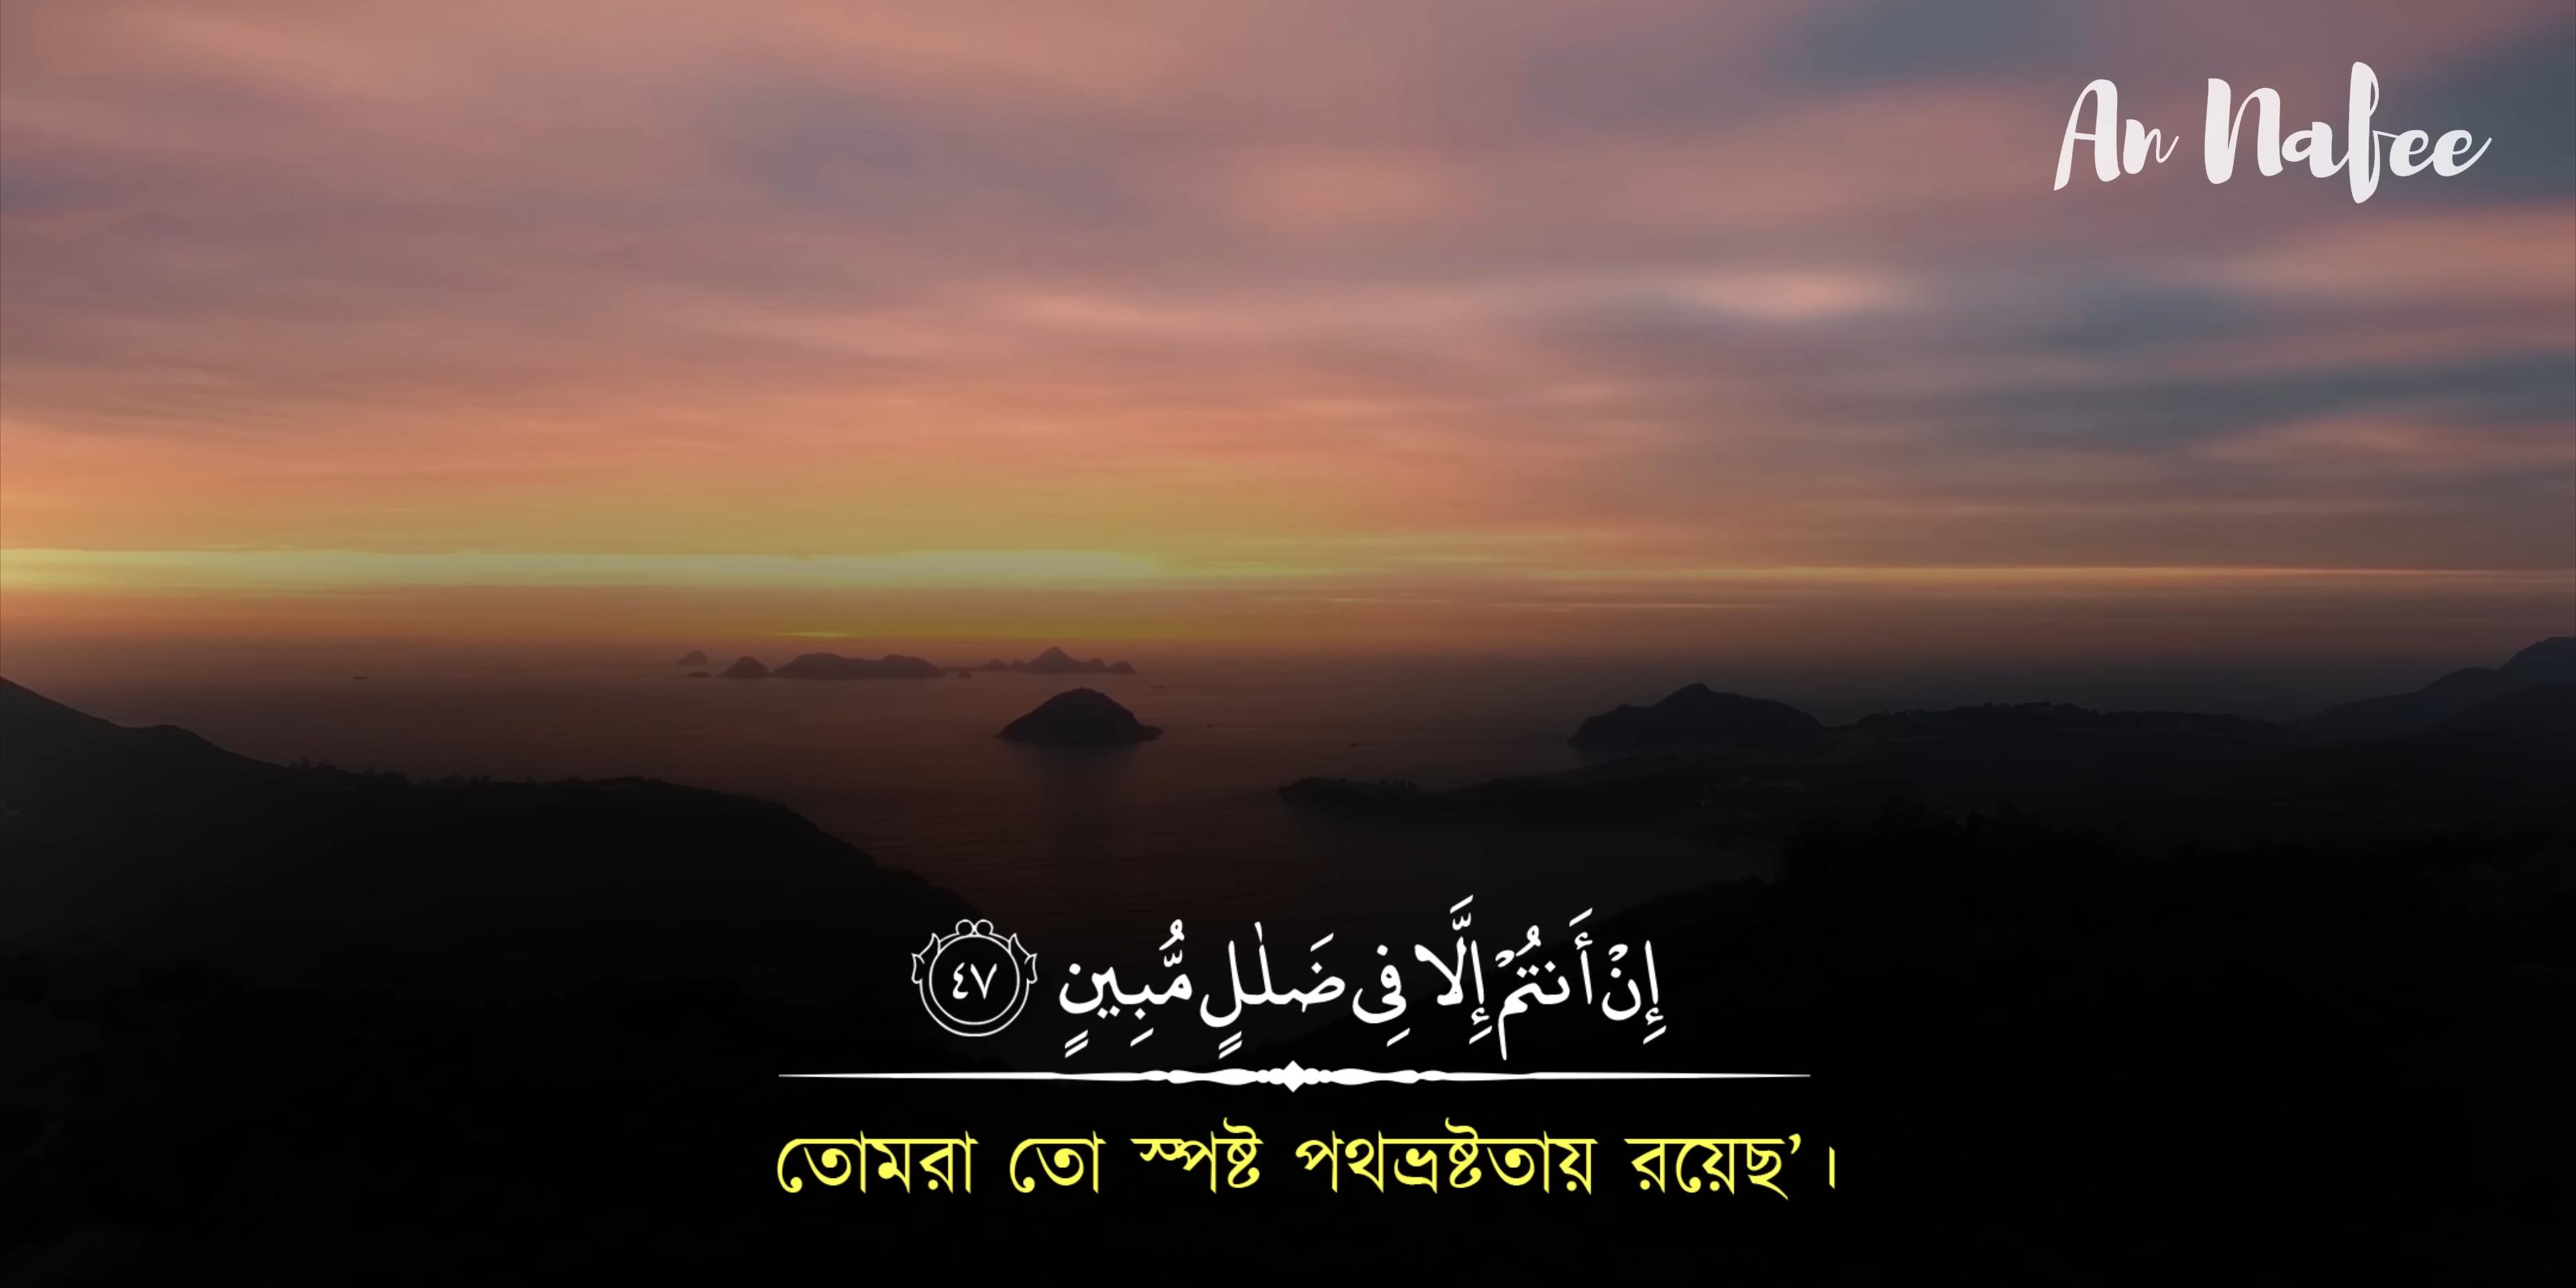 An Nafee
إِنْ أَنتُمْ إِلَّا فِى ضَلَٰلٍ مُّبِينٍ ٤٧
তোমরা তো স্পষ্ট পথভ্রষ্টতায় রয়েছ’।